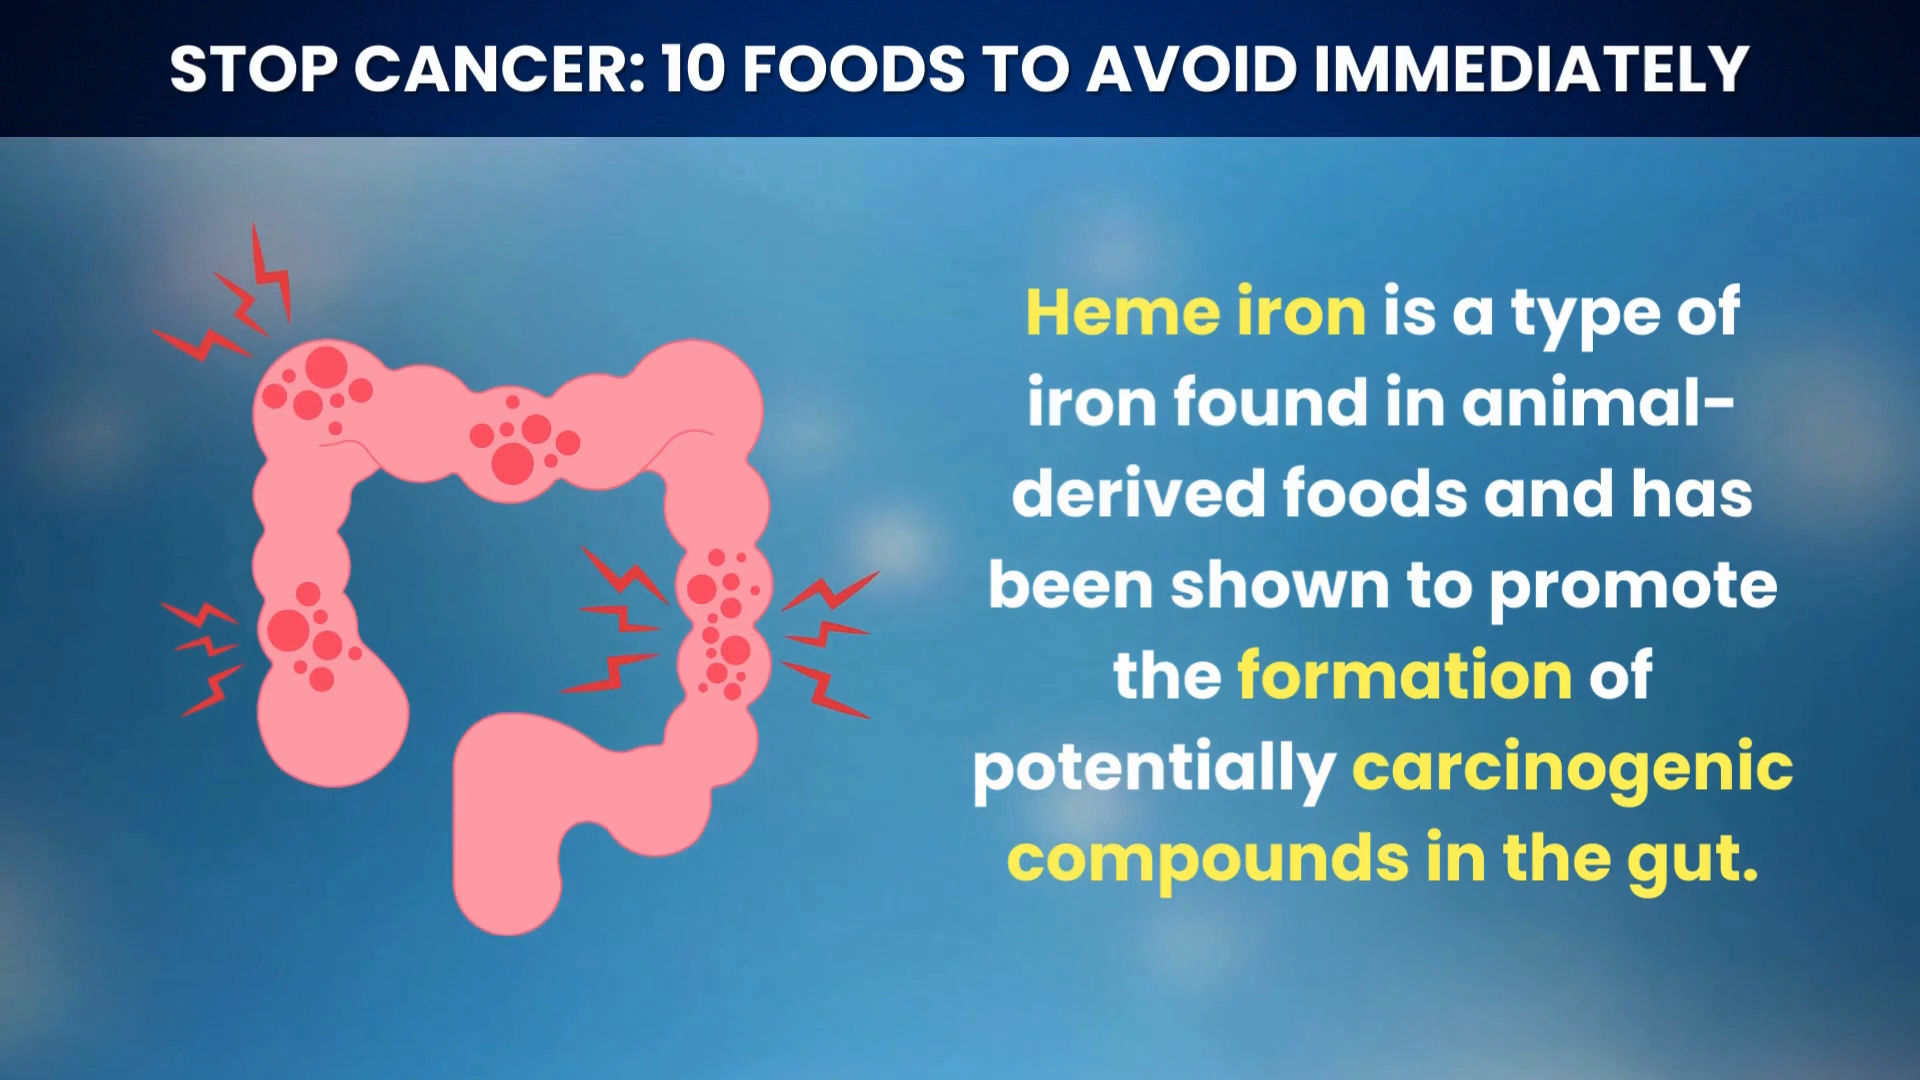 STOP CANCER: 10 FOODS TO AVOID IMMEDIATELY
Heme iron is a type of
iron found in animal-
derived foods and has
been shown to promote
the formation of
potentially carcinogenic
compounds in the gut.